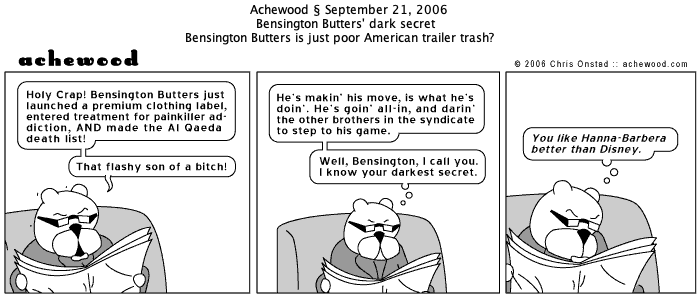 Achewood § September 21, 2006
Bensington Butters' dark secret
Bensington Butters is just poor American trailer trash?
achewood
© 2006 Chris Onstad :: achewood.com
Holy Crap! Bensington Butters just
launched a premium clothing label,
entered treatment for painkiller ad-
diction, AND made the Al Qaeda
death list!
That flashy son of a bitch!
He's makin' his move, is what he's
doin'. He's goin' all-in, and darin'
the other brothers in the syndicate
to step to his game.
Well, Bensington, I call you.
I know your darkest secret.
You like Hanna-Barbera
better than Disney.